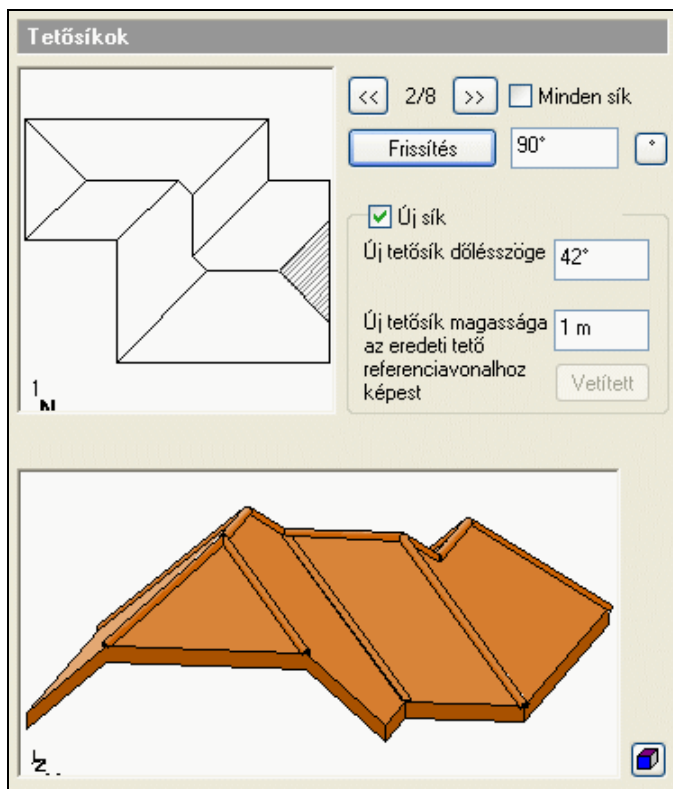 Tetősíkok
<< 2/8 >> Minden sík
Frissítés 90° °
Új sík
Új tetősík dőlésszöge 42°
Új tetősík magassága
az eredeti tető
referenciavonalhoz
képest
1 m
Vetített
1
N
z